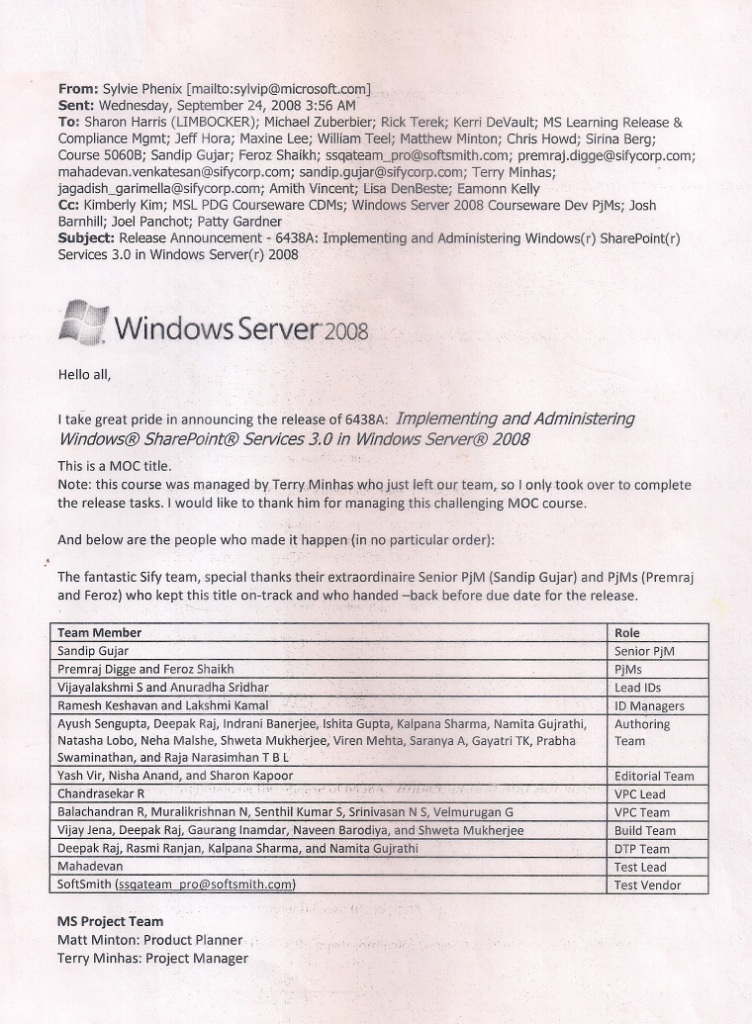 From: Sylvie Phenix [mailto:sylvip@microsoft.com]
Sent: Wednesday, September 24, 2008 3:56 AM
To: Sharon Harris (LIMBOCKER); Michael Zuberbier; Rick Terek; Kerri DeVault; MS Learning Release &
Compliance Mgmt; Jeff Hora; Maxine Lee; William Teel; Matthew Minton; Chris Howd; Sirina Berg;
Course 5060B; Sandip Gujar; Feroz Shaikh; ssqateam_pro@softsmith.com; premraj.digge@sifycorp.com;
mahadevan.venkatesan@sifycorp.com; sandip.gujar@sifycorp.com; Terry Minhas;
jagadish_garimella@sifycorp.com; Amith Vincent; Lisa DenBeste; Eamonn Kelly
Cc: Kimberly Kim; MSL PDG Courseware CDMs; Windows Server 2008 Courseware Dev PjMs; Josh
Barnhill; Joel Panchot; Patty Gardner
Subject: Release Announcement - 6438A: Implementing and Administering Windows(r) SharePoint(r)
Services 3.0 in Windows Server(r) 2008
Windows Server 2008
Hello all,
I take great pride in announcing the release of 6438A: Implementing and Administering
Windows® SharePoint® Services 3.0 in Windows Server® 2008
This is a MOC title.
Note: this course was managed by Terry Minhas who just left our team, so I only took over to complete
the release tasks. I would like to thank him for managing this challenging MOC course.
And below are the people who made it happen (in no particular order):
The fantastic Sify team, special thanks their extraordinaire Senior PjM (Sandip Gujar) and PjMs (Premraj
and Feroz) who kept this title on-track and who handed –back before due date for the release.
Team Member Role
Sandip Gujar Senior PjM
Premraj Digge and Feroz Shaikh PjMs
Vijayalakshmi S and Anuradha Sridhar Lead IDs
Ramesh Keshavan and Lakshmi Kamal ID Managers
Ayush Sengupta, Deepak Raj, Indrani Banerjee, Ishita Gupta, Kalpana Sharma, Namita Gujrathi, Authoring
Natasha Lobo, Neha Malshe, Shweta Mukherjee, Viren Mehta, Saranya A, Gayatri TK, Prabha Team
Swaminathan, and Raja Narasimhan T B L
Yash Vir, Nisha Anand, and Sharon Kapoor Editorial Team
Chandrasekar R VPC Lead
Balachandran R, Muralikrishnan N, Senthil Kumar S, Srinivasan N S, Velmurugan G VPC Team
Vijay Jena, Deepak Raj, Gaurang Inamdar, Naveen Barodiya, and Shweta Mukherjee Build Team
Deepak Raj, Rasmi Ranjan, Kalpana Sharma, and Namita Gujrathi DTP Team
Mahadevan Test Lead
SoftSmith (ssqateam_pro@softsmith.com) Test Vendor
MS Project Team
Matt Minton: Product Planner
Terry Minhas: Project Manager